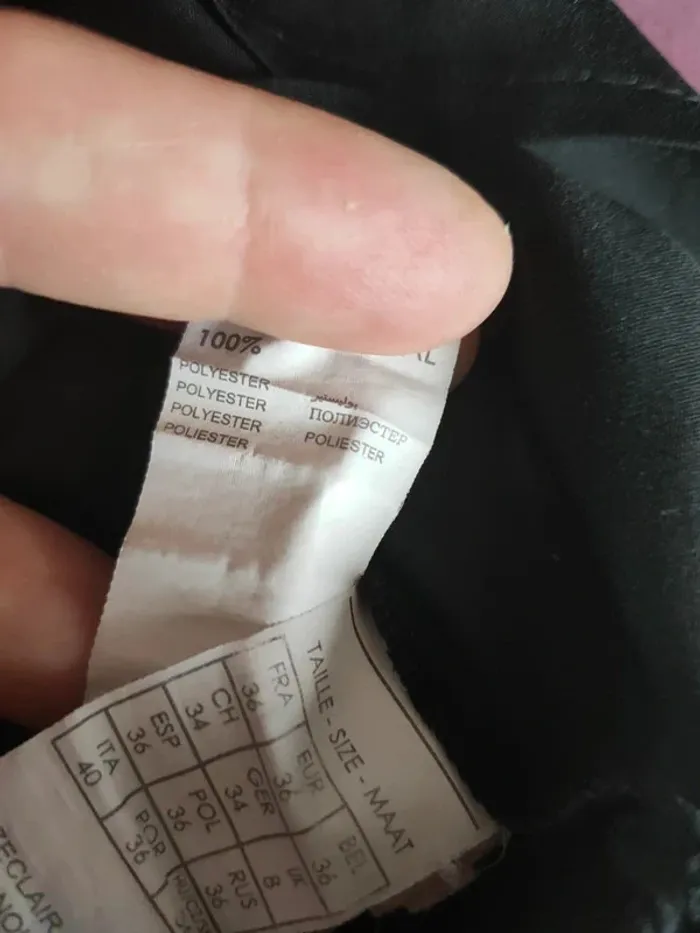 100%
POLYESTER
POLYESTER بوليستير
POLYESTER ПОЛИЭСТЕР
POLIESTER POLIESTER
TAILLE - SIZE - MAAT
FRA 36 EUR 36 BEL 36
CH 34 GER 34 UK 8
ESP 36 POL 36 RUS 36
ITA 40 POR 36